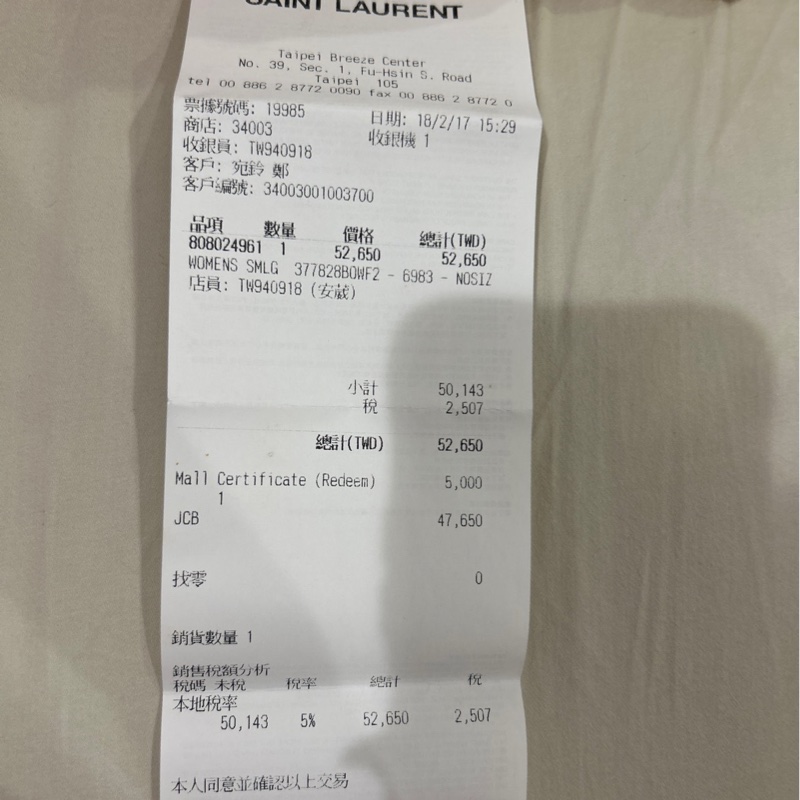 SAINT LAURENT
Taipei Breeze Center
No. 39, Sec. 1, Fu-Hsin S. Road
Taipei 105
tel 00 886 2 8772 0090 fax 00 886 2 8772 0
票據號碼: 19985 日期: 18/2/17 15:29
商店: 34003 收銀機 1
收銀員: TW940918
客戶: 宛鈴 鄭
客戶編號: 34003001003700
品項 數量 價格 總計(TWD)
808024961 1 52,650 52,650
WOMENS SMLG 377828BOWF2 - 6983 - NOSIZ
店員: TW940918 (安葳)
小計 50,143
稅 2,507
總計(TWD) 52,650
Mall Certificate (Redeem) 5,000
1
JCB 47,650
找零 0
銷貨數量 1
銷售稅額分析
稅碼 未稅 稅率 總計 稅
本地稅率
50,143 5% 52,650 2,507
本人同意並確認以上交易